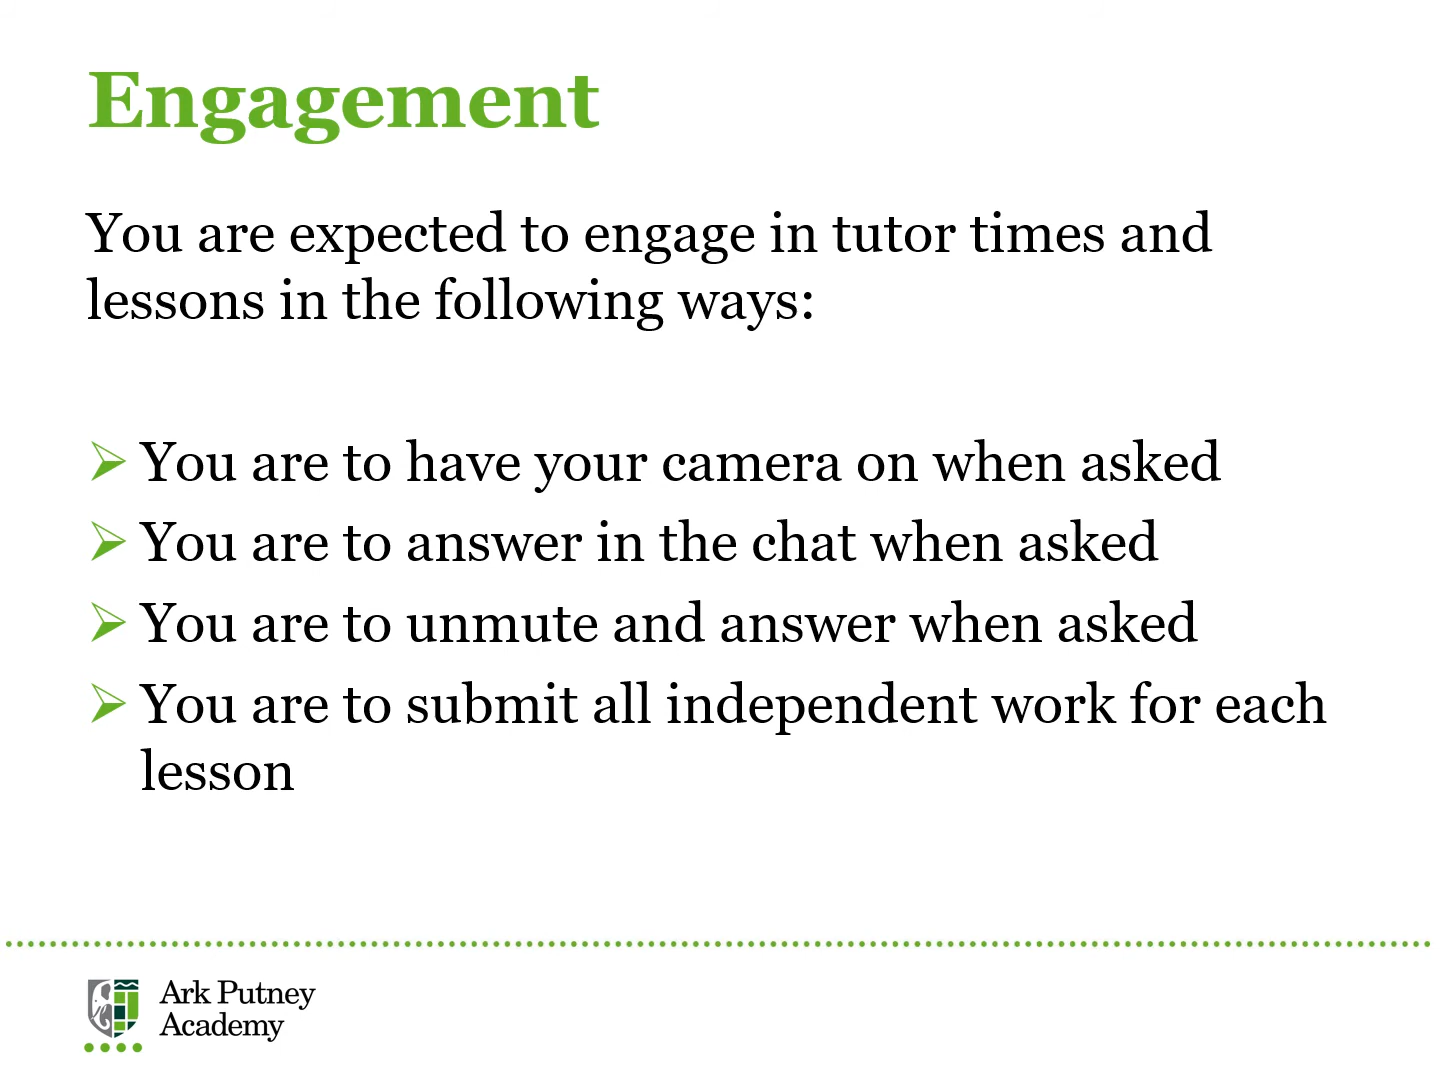 Engagement
You are expected to engage in tutor times and
lessons in the following ways:
You are to have your camera on when asked
You are to answer in the chat when asked
You are to unmute and answer when asked
You are to submit all independent work for each
lesson
Ark Putney
Academy